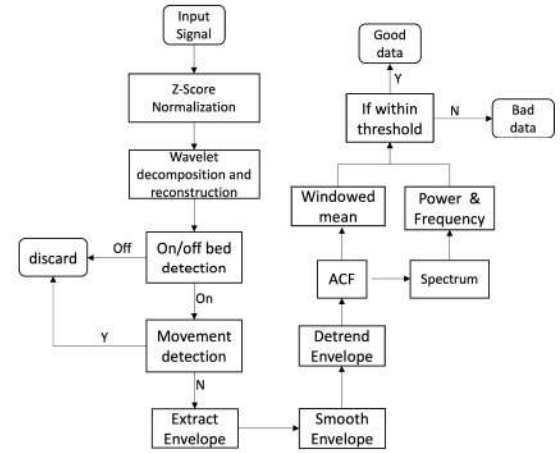 Input
Signal
Z-Score
Normalization
Wavelet
decomposition and
reconstruction
On/off bed
detection
Off
discard
On
Movement
detection
Y
N
Extract
Envelope
Smooth
Envelope
Detrend
Envelope
ACF
Spectrum
Windowed
mean
Power & 
Frequency
If within
threshold
N
Bad
data
Y
Good
data